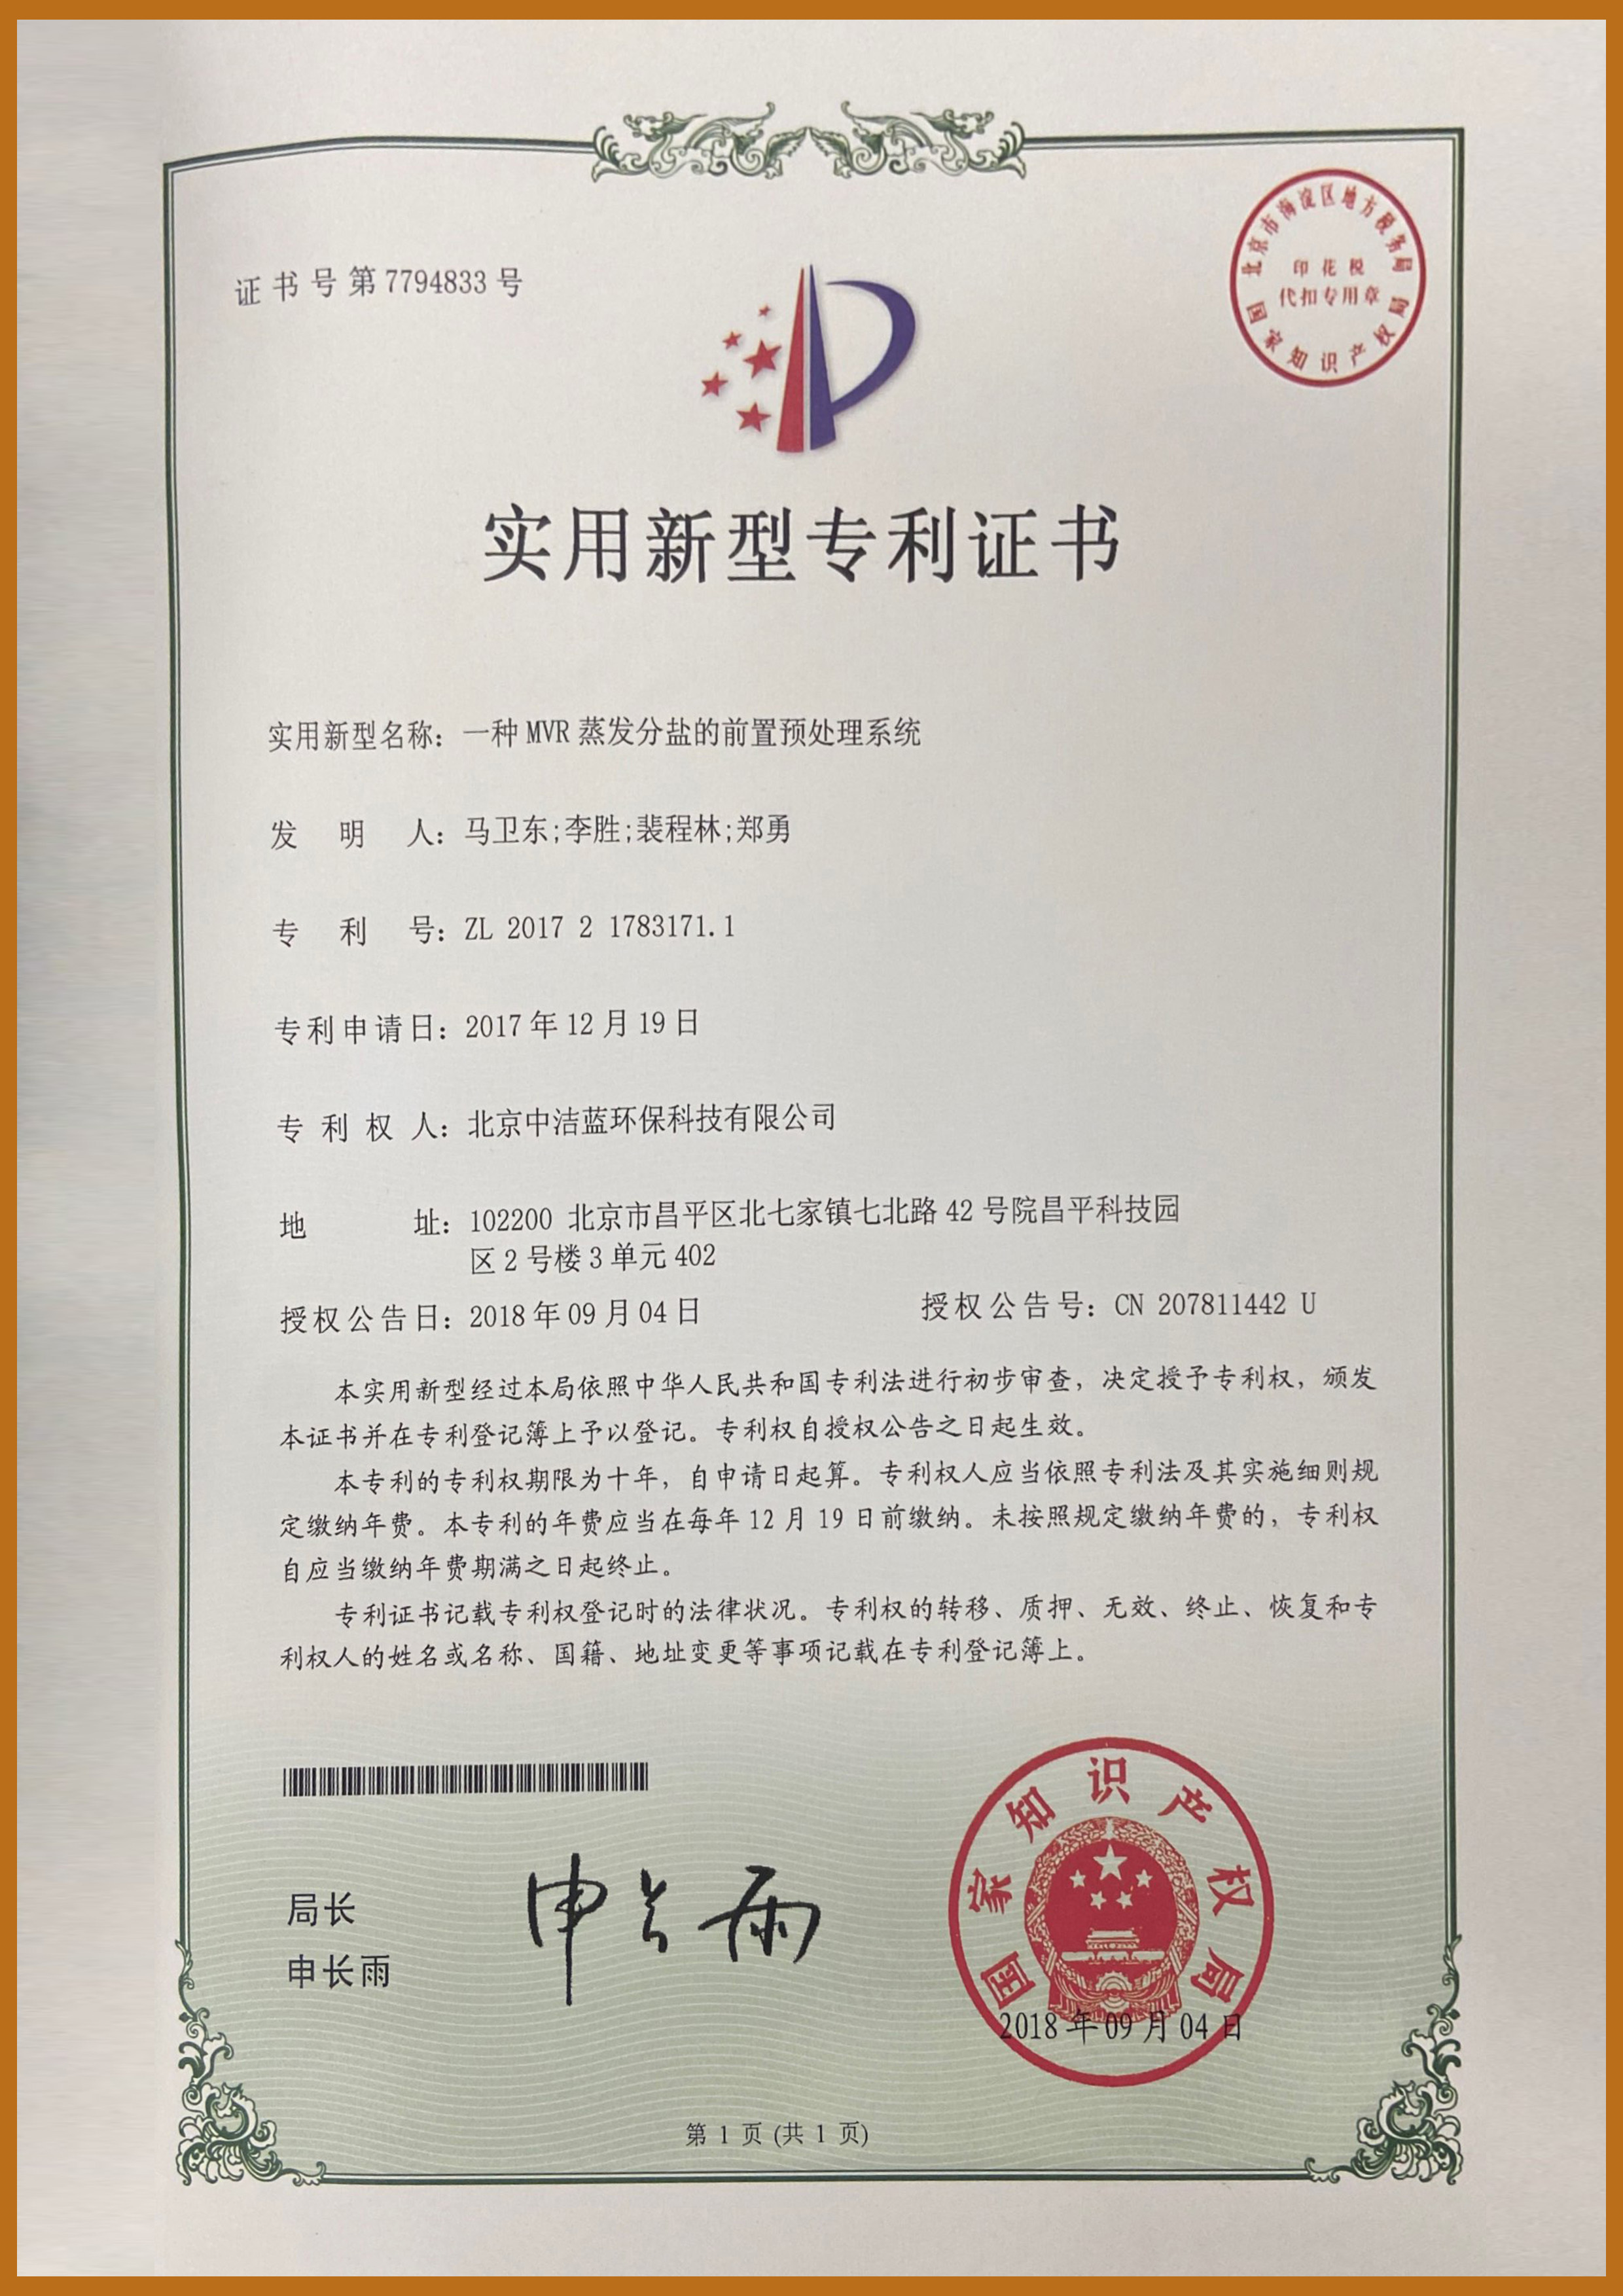 证书号第7794833号
北京市海淀区地方税务局
印花税
代扣专用章
国家知识产权局
实用新型专利证书
实用新型名称：一种MVR蒸发分盐的前置预处理系统
发明人：马卫东;李胜;裴程林;郑勇
专利号：ZL 2017 2 1783171.1
专利申请日：2017年12月19日
专利权人：北京中洁蓝环保科技有限公司
地址：102200 北京市昌平区北七家镇七北路42号院昌平科技园
区2号楼3单元402
授权公告日：2018年09月04日 授权公告号：CN 207811442 U
本实用新型经过本局依照中华人民共和国专利法进行初步审查，决定授予专利权，颁发
本证书并在专利登记簿上予以登记。专利权自授权公告之日起生效。
本专利的专利权期限为十年，自申请日起算。专利权人应当依照专利法及其实施细则规
定缴纳年费。本专利的年费应当在每年12月19日前缴纳。未按照规定缴纳年费的，专利权
自应当缴纳年费期满之日起终止。
专利证书记载专利权登记时的法律状况。专利权的转移、质押、无效、终止、恢复和专
利权人的姓名或名称、国籍、地址变更等事项记载在专利登记簿上。
局长
申长雨
申长雨
国家知识产权局
2018年09月04日
第1页(共1页)